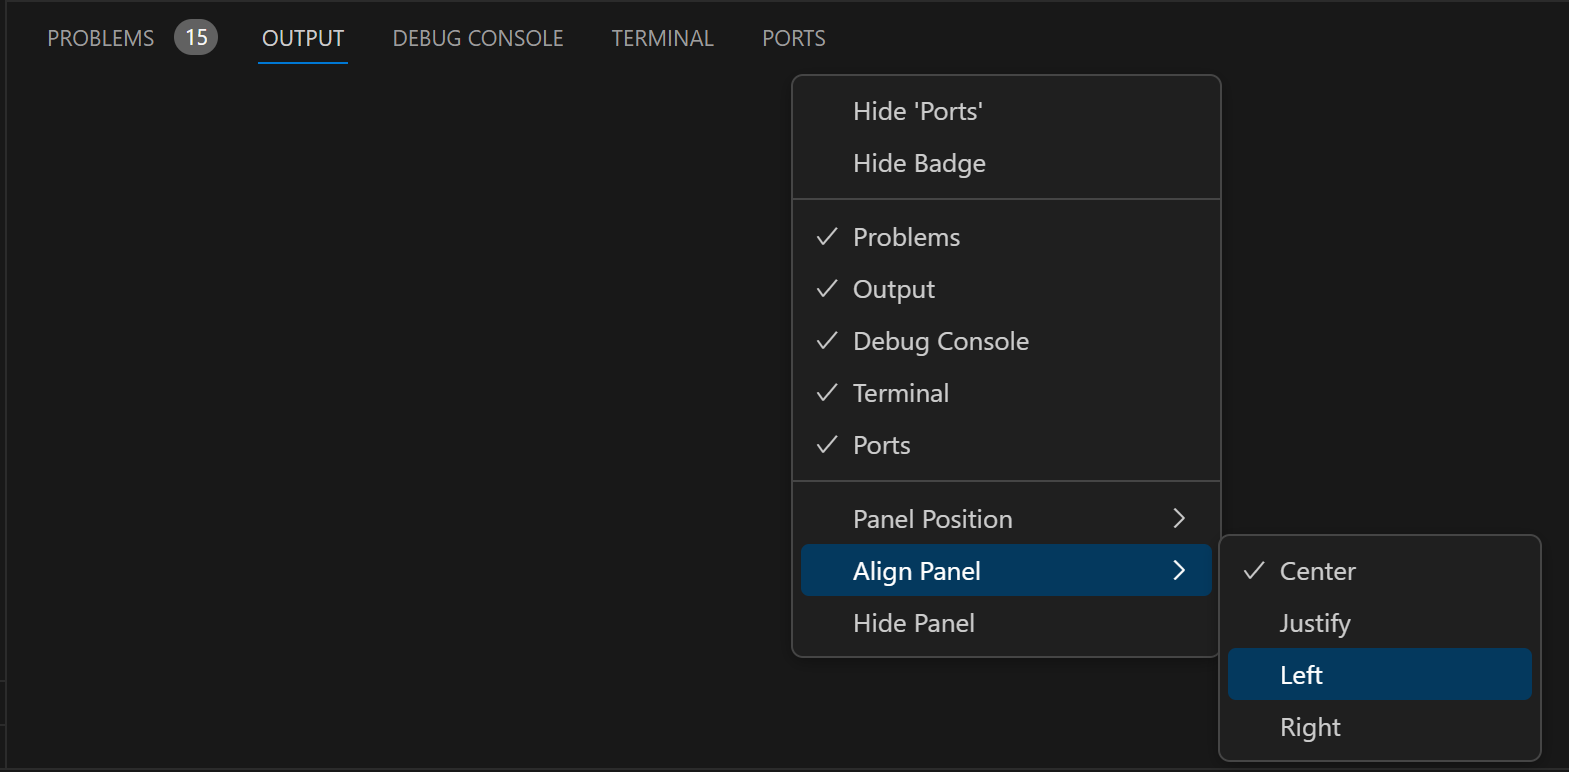 PROBLEMS 15 OUTPUT DEBUG CONSOLE TERMINAL PORTS
Hide 'Ports'
Hide Badge
Problems
Output
Debug Console
Terminal
Ports
Panel Position
Align Panel
Hide Panel
Center
Justify
Left
Right